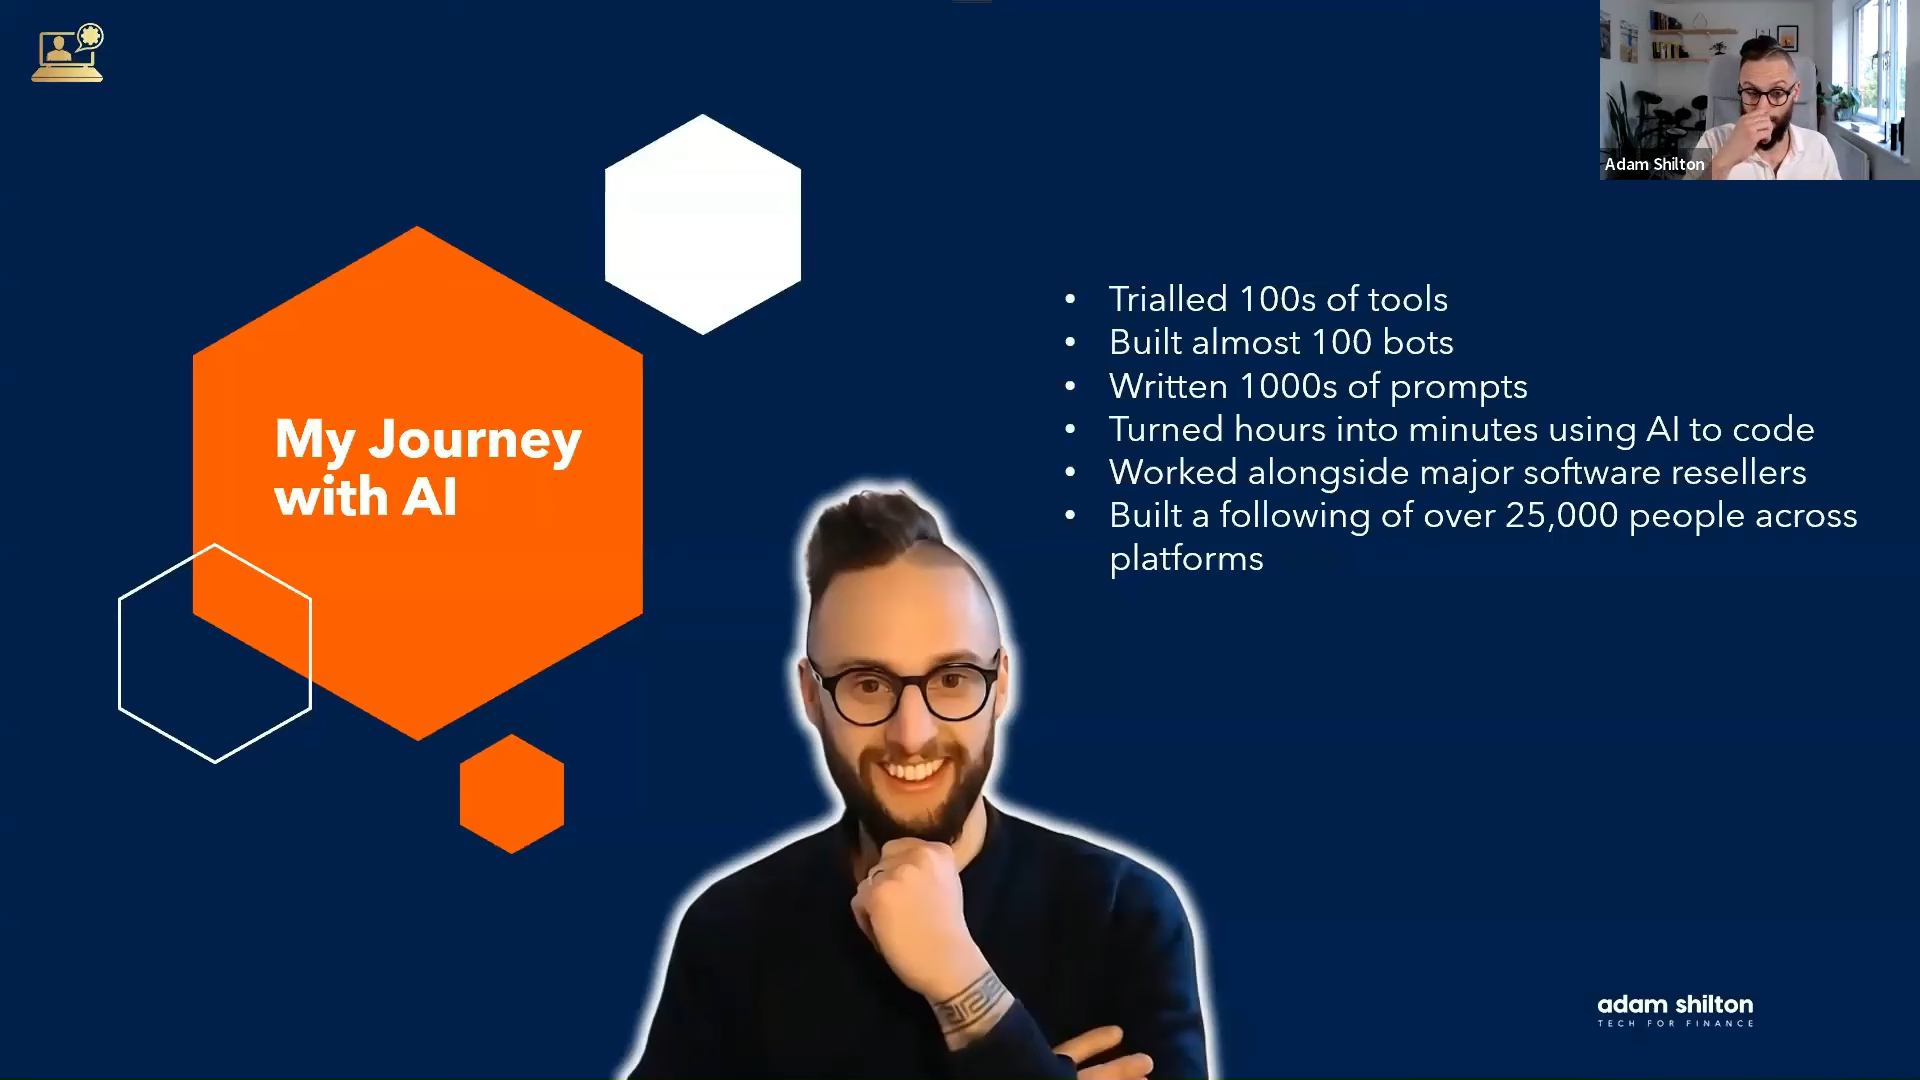 Adam Shilton
My Journey
with AI
• Trialled 100s of tools
• Built almost 100 bots
• Written 1000s of prompts
• Turned hours into minutes using AI to code
• Worked alongside major software resellers
• Built a following of over 25,000 people across
platforms
adam shilton
TECH FOR FINANCE